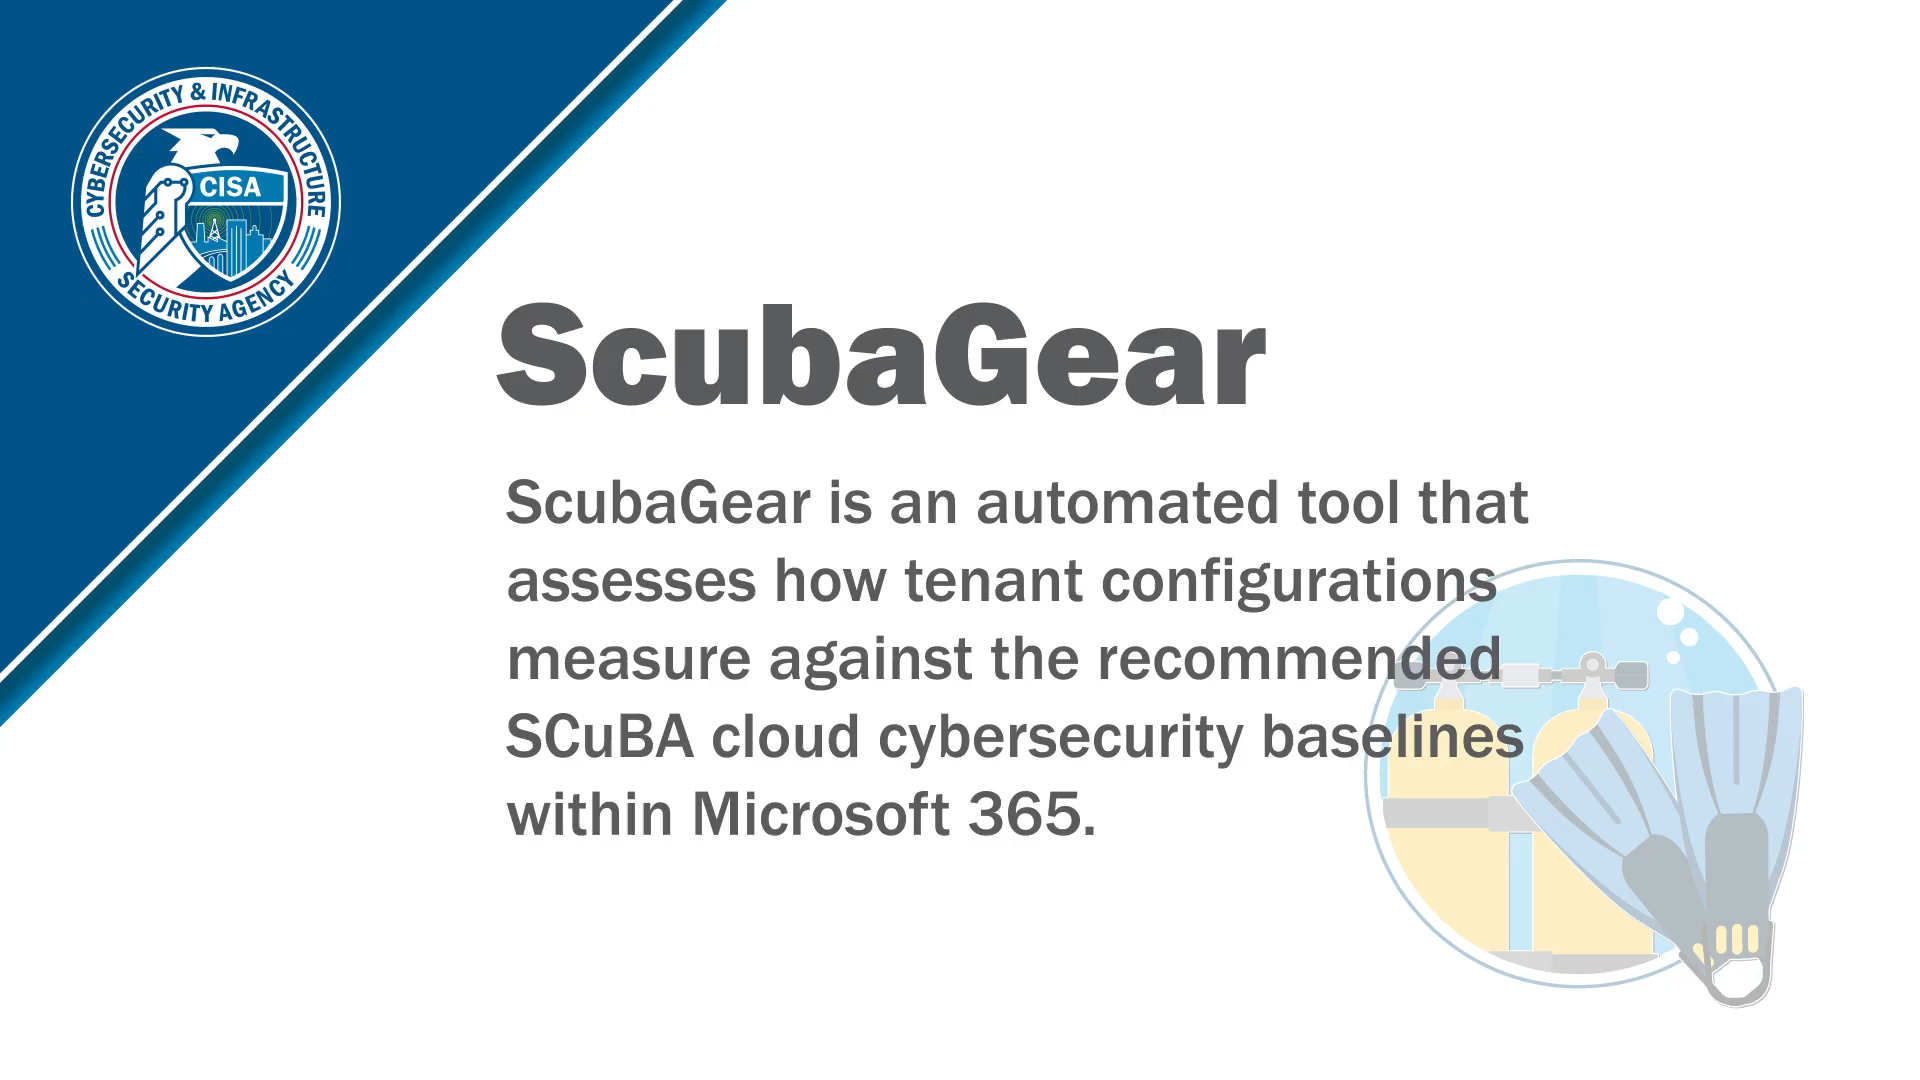 CYBERSECURITY & INFRASTRUCTURE
SECURITY AGENCY
CISA
ScubaGear
ScubaGear is an automated tool that
assesses how tenant configurations
measure against the recommended
SCuBA cloud cybersecurity baselines
within Microsoft 365.